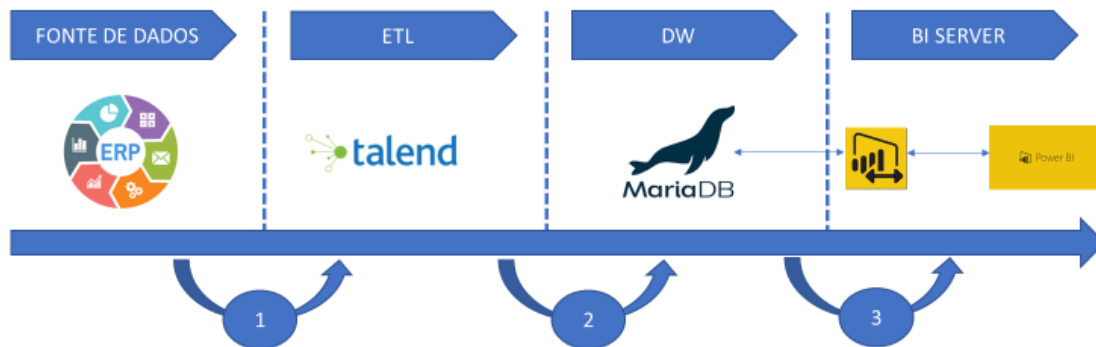 FONTE DE DADOS
ETL
DW
BI SERVER
ERP
talend
MariaDB
Power BI
1
2
3